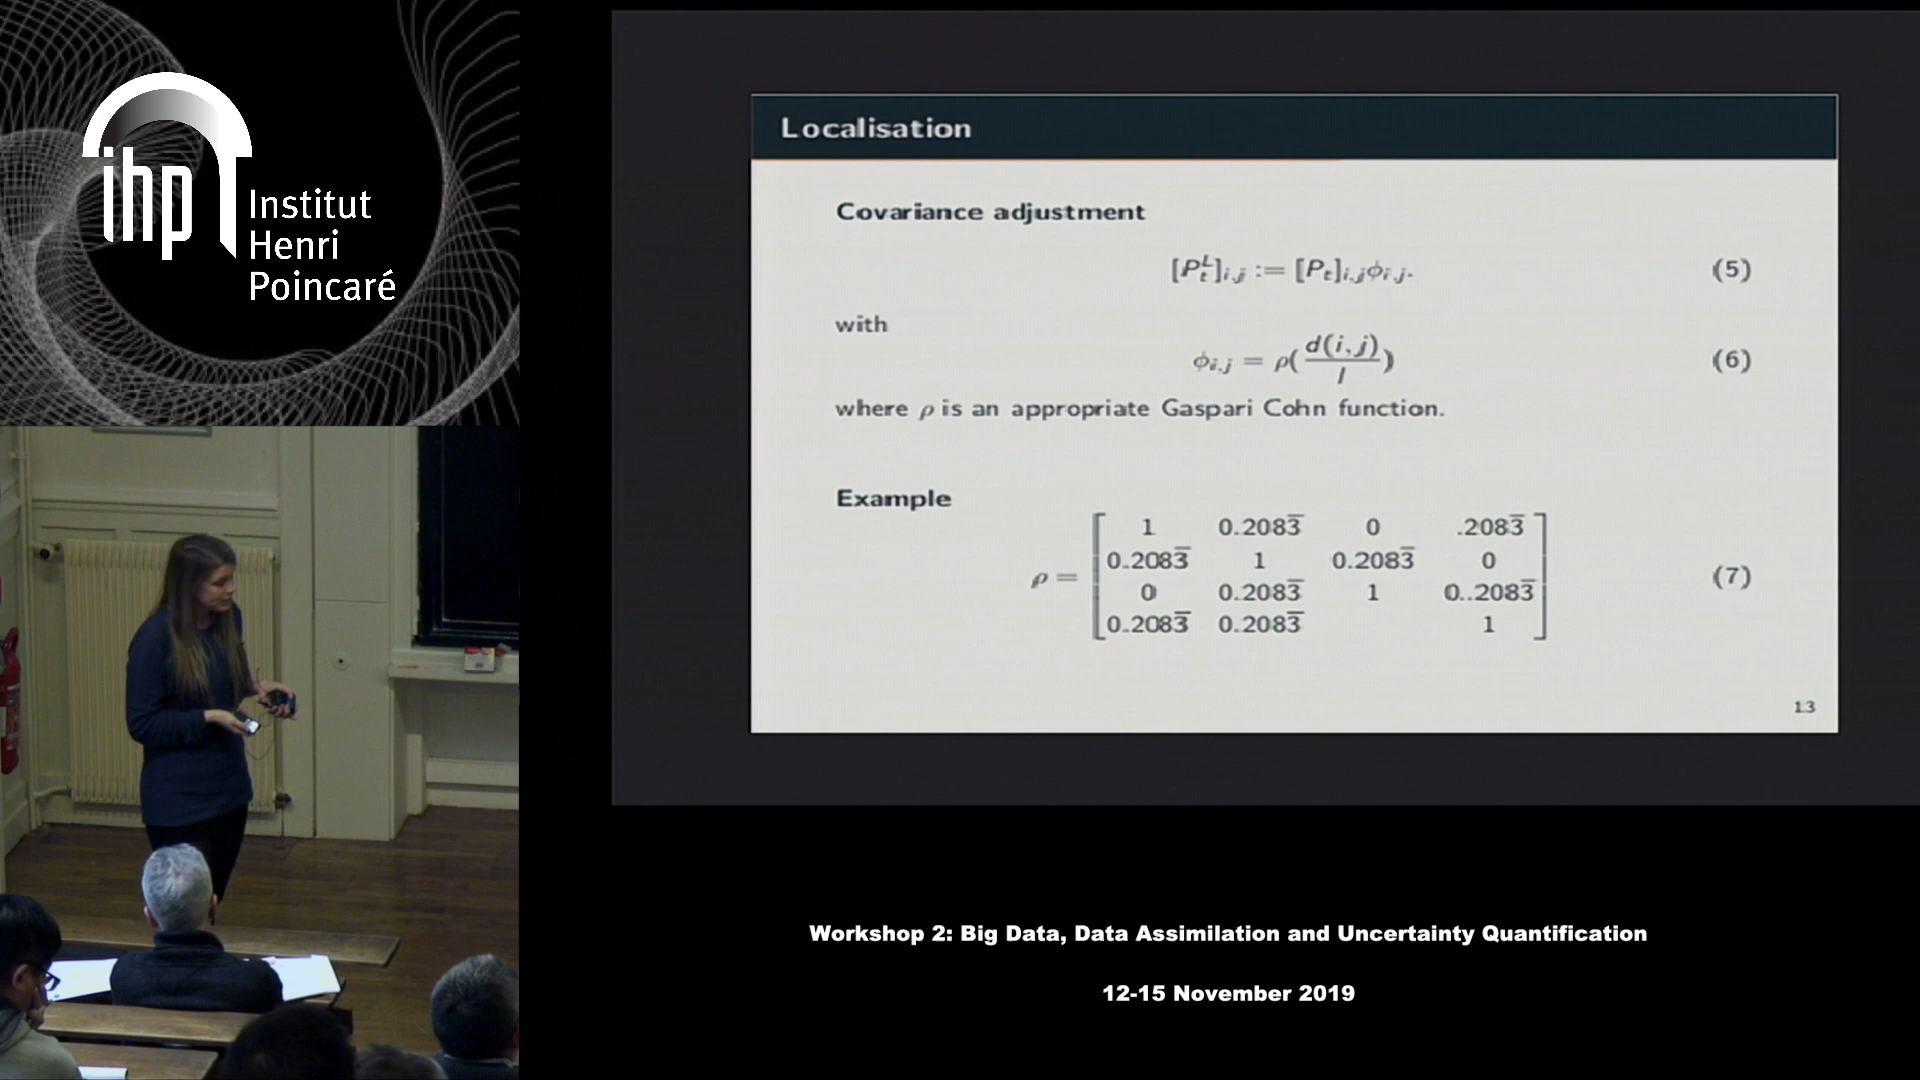 ihp
Institut
Henri
Poincaré
Localisation
Covariance adjustment
[P_t^L]_{i,j} := [P_t]_{i,j}ϕ_{i,j}. (5)
with
ϕ_{i,j} = ρ(d(i,j)/l) (6)
where ρ is an appropriate Gaspari Cohn function.
Example
ρ = (7)
1 0.2083̅ 0 .2083̅
0.2083̅ 1 0.2083̅ 0
0 0.2083̅ 1 0..2083̅
0.2083̅ 0.2083̅ 1
13
Workshop 2: Big Data, Data Assimilation and Uncertainty Quantification
12-15 November 2019